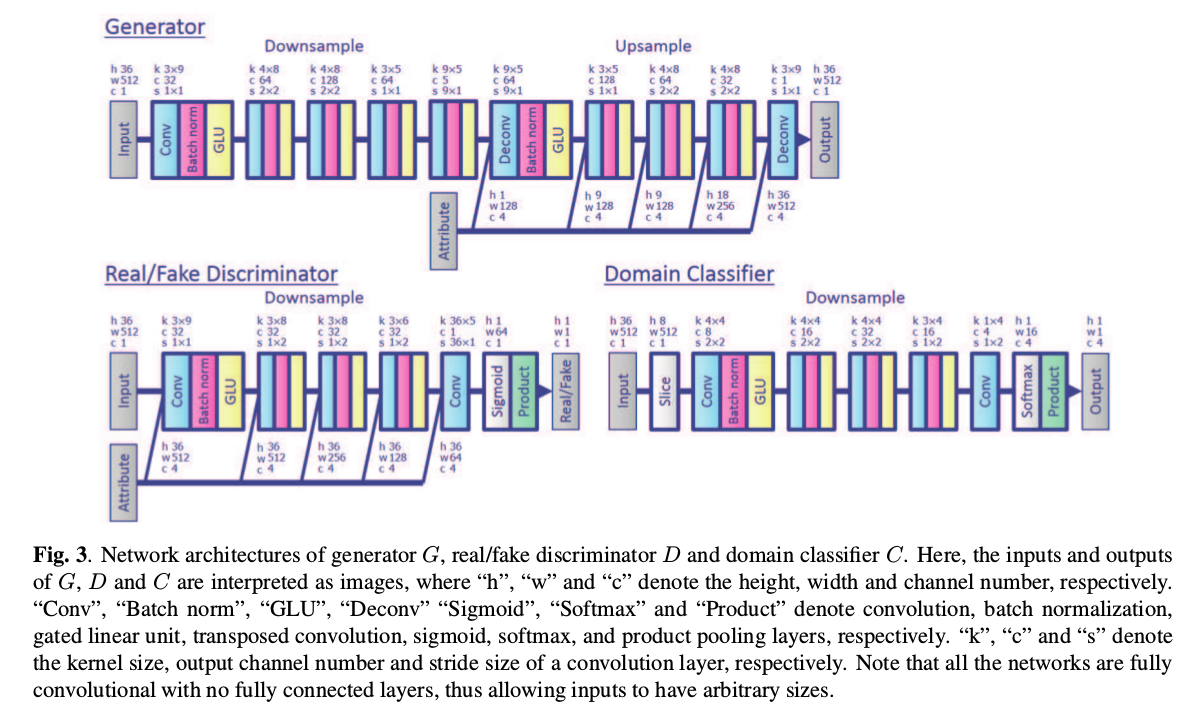 Generator
Downsample
Upsample
h 36 k 3×9 k 4×8 k 4×8 k 3×5 k 9×5 k 9×5 k 3×5 k 4×8 k 4×8 k 3×9 h 36
w512 c 32 c 64 c 128 c 64 c 5 c 64 c 128 c 64 c 32 c 1 w512
c 1 s 1×1 s 2×2 s 2×2 s 1×1 s 9×1 s 9×1 s 1×1 s 2×2 s 2×2 s 1×1 c 1
Input Conv Batch norm GLU Deconv Batch norm GLU Deconv Output
h 1 h 9 h 9 h 18 h 36
w128 w128 w128 w256 w512
c 4 c 4 c 4 c 4 c 4
Attribute
Real/Fake Discriminator
Downsample
h 36 k 3×9 k 3×8 k 3×8 k 3×6 k 36×5 h 1 h 1
w512 c 32 c 32 c 32 c 32 c 1 w64 w1
c 1 s 1×1 s 1×2 s 1×2 s 1×2 s 36×1 c 1 c 1
Input Conv Batch norm GLU Conv Sigmoid Product Real/Fake
h 36 h 36 h 36 h 36 h 36
w512 w512 w256 w128 w64
c 4 c 4 c 4 c 4 c 4
Attribute
Domain Classifier
Downsample
h 36 h 8 k 4×4 k 4×4 k 4×4 k 3×4 k 1×4 h 1 h 1
w512 w512 c 8 c 16 c 32 c 16 c 4 w16 w1
c 1 c 1 s 2×2 s 2×2 s 2×2 s 1×2 s 1×2 c 4 c 4
Input Slice Conv Batch norm GLU Conv Softmax Product Output
Fig. 3. Network architectures of generator G, real/fake discriminator D and domain classifier C. Here, the inputs and outputs
of G, D and C are interpreted as images, where “h”, “w” and “c” denote the height, width and channel number, respectively.
“Conv”, “Batch norm”, “GLU”, “Deconv” “Sigmoid”, “Softmax” and “Product” denote convolution, batch normalization,
gated linear unit, transposed convolution, sigmoid, softmax, and product pooling layers, respectively. “k”, “c” and “s” denote
the kernel size, output channel number and stride size of a convolution layer, respectively. Note that all the networks are fully
convolutional with no fully connected layers, thus allowing inputs to have arbitrary sizes.